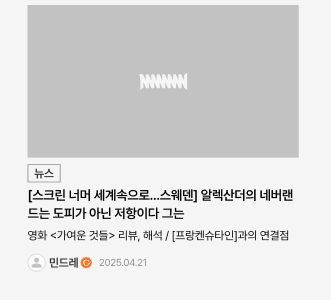 뉴스
[스크린 너머 세계속으로...스웨덴] 알렉산더의 네버랜
드는 도피가 아닌 저항이다 그는
영화 <가여운 것들> 리뷰, 해석 / [프랑켄슈타인]과의 연결점
민드레 C 2025.04.21